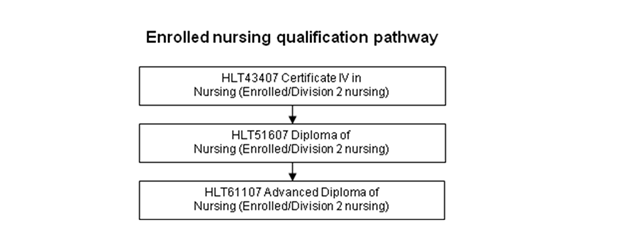 Enrolled nursing qualification pathway
HLT43407 Certificate IV in
Nursing (Enrolled/Division 2 nursing)
HLT51607 Diploma of
Nursing (Enrolled/Division 2 nursing)
HLT61107 Advanced Diploma of
Nursing (Enrolled/Division 2 nursing)